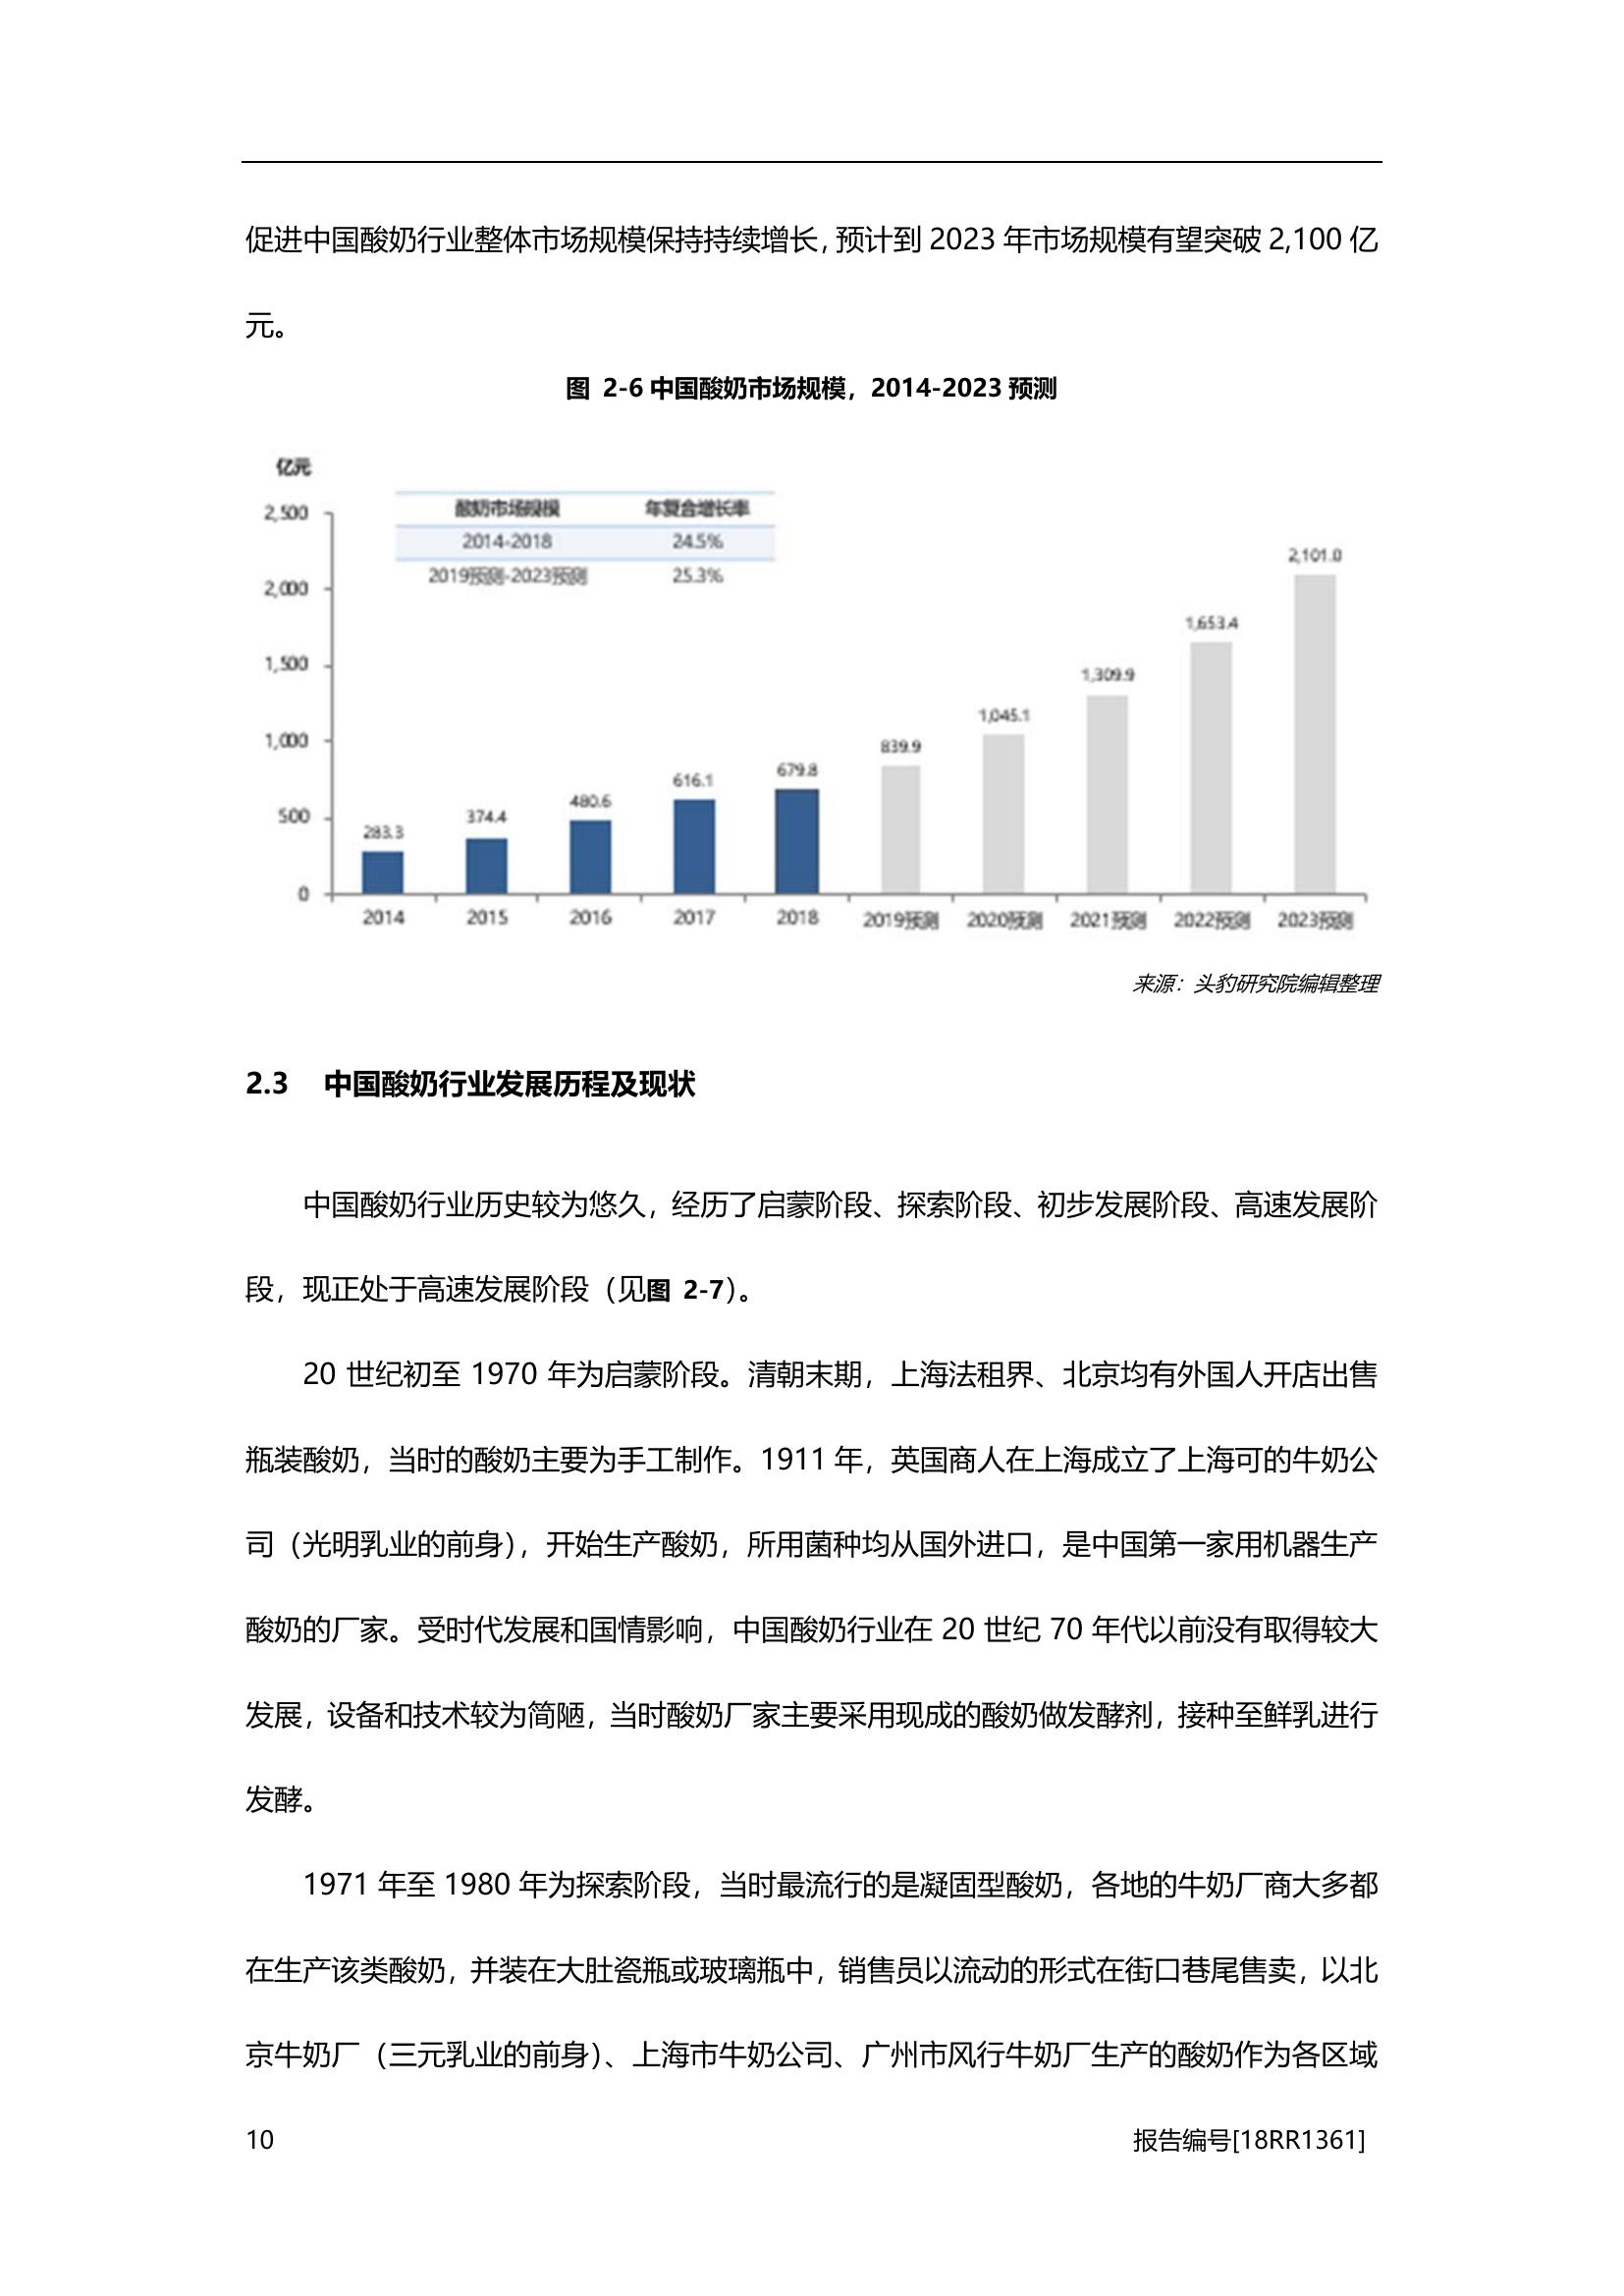 促进中国酸奶行业整体市场规模保持持续增长，预计到 2023 年市场规模有望突破 2,100 亿
元。
图 2-6 中国酸奶市场规模，2014-2023 预测
亿元
酸奶市场规模 年复合增长率
2014-2018 24.5%
2019预测-2023预测 25.3%
2,500
2,000
1,500
1,000
500
0
283.3
374.4
480.6
616.1
679.8
839.9
1,045.1
1,309.9
1,653.4
2,101.0
2014 2015 2016 2017 2018 2019预测 2020预测 2021预测 2022预测 2023预测
来源：头豹研究院编辑整理
2.3 中国酸奶行业发展历程及现状
中国酸奶行业历史较为悠久，经历了启蒙阶段、探索阶段、初步发展阶段、高速发展阶
段，现正处于高速发展阶段（见图 2-7）。
20 世纪初至 1970 年为启蒙阶段。清朝末期，上海法租界、北京均有外国人开店出售
瓶装酸奶，当时的酸奶主要为手工制作。1911 年，英国商人在上海成立了上海可的牛奶公
司（光明乳业的前身），开始生产酸奶，所用菌种均从国外进口，是中国第一家用机器生产
酸奶的厂家。受时代发展和国情影响，中国酸奶行业在 20 世纪 70 年代以前没有取得较大
发展，设备和技术较为简陋，当时酸奶厂家主要采用现成的酸奶做发酵剂，接种至鲜乳进行
发酵。
1971 年至 1980 年为探索阶段，当时最流行的是凝固型酸奶，各地的牛奶厂商大多都
在生产该类酸奶，并装在大肚瓷瓶或玻璃瓶中，销售员以流动的形式在街口巷尾售卖，以北
京牛奶厂（三元乳业的前身）、上海市牛奶公司、广州市风行牛奶厂生产的酸奶作为各区域
10 报告编号[18RR1361]